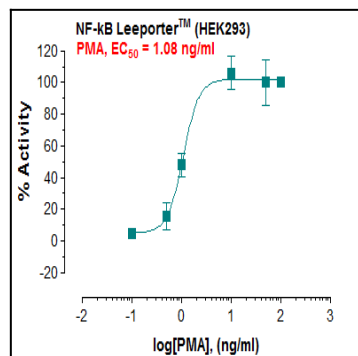 NF-kB Leeporter™ (HEK293)
PMA, EC50 = 1.08 ng/ml
120
100
80
60
40
20
0
-20
% Activity
-2 -1 0 1 2 3
log[PMA], (ng/ml)